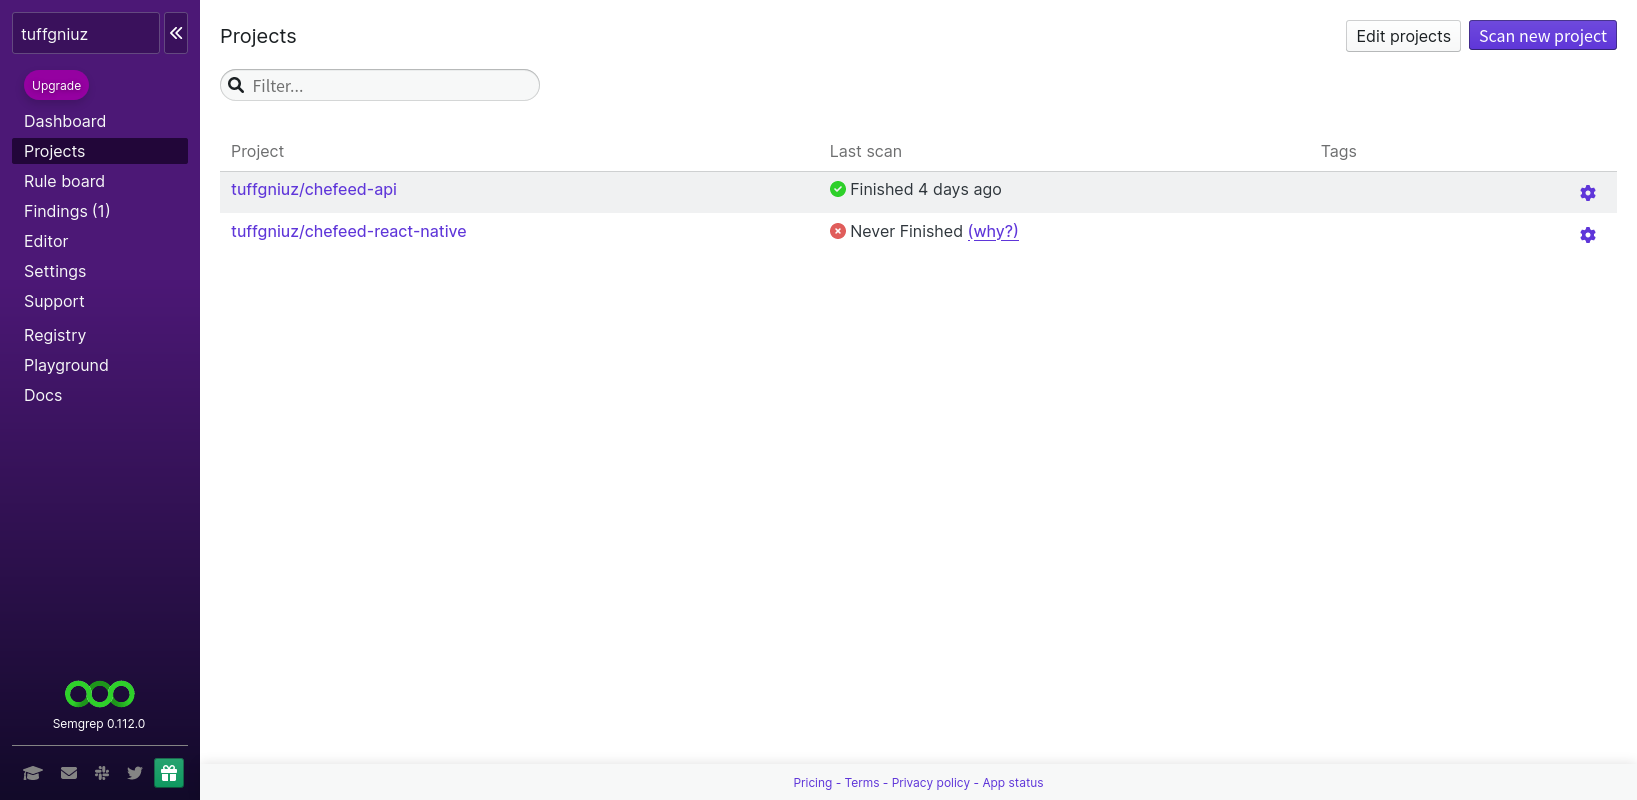 tuffgniuz
Upgrade
Dashboard
Projects
Rule board
Findings (1)
Editor
Settings
Support
Registry
Playground
Docs
Semgrep 0.112.0
Projects
Edit projects
Scan new project
Filter...
Project Last scan Tags
tuffgniuz/chefeed-api Finished 4 days ago
tuffgniuz/chefeed-react-native Never Finished (why?)
Pricing - Terms - Privacy policy - App status